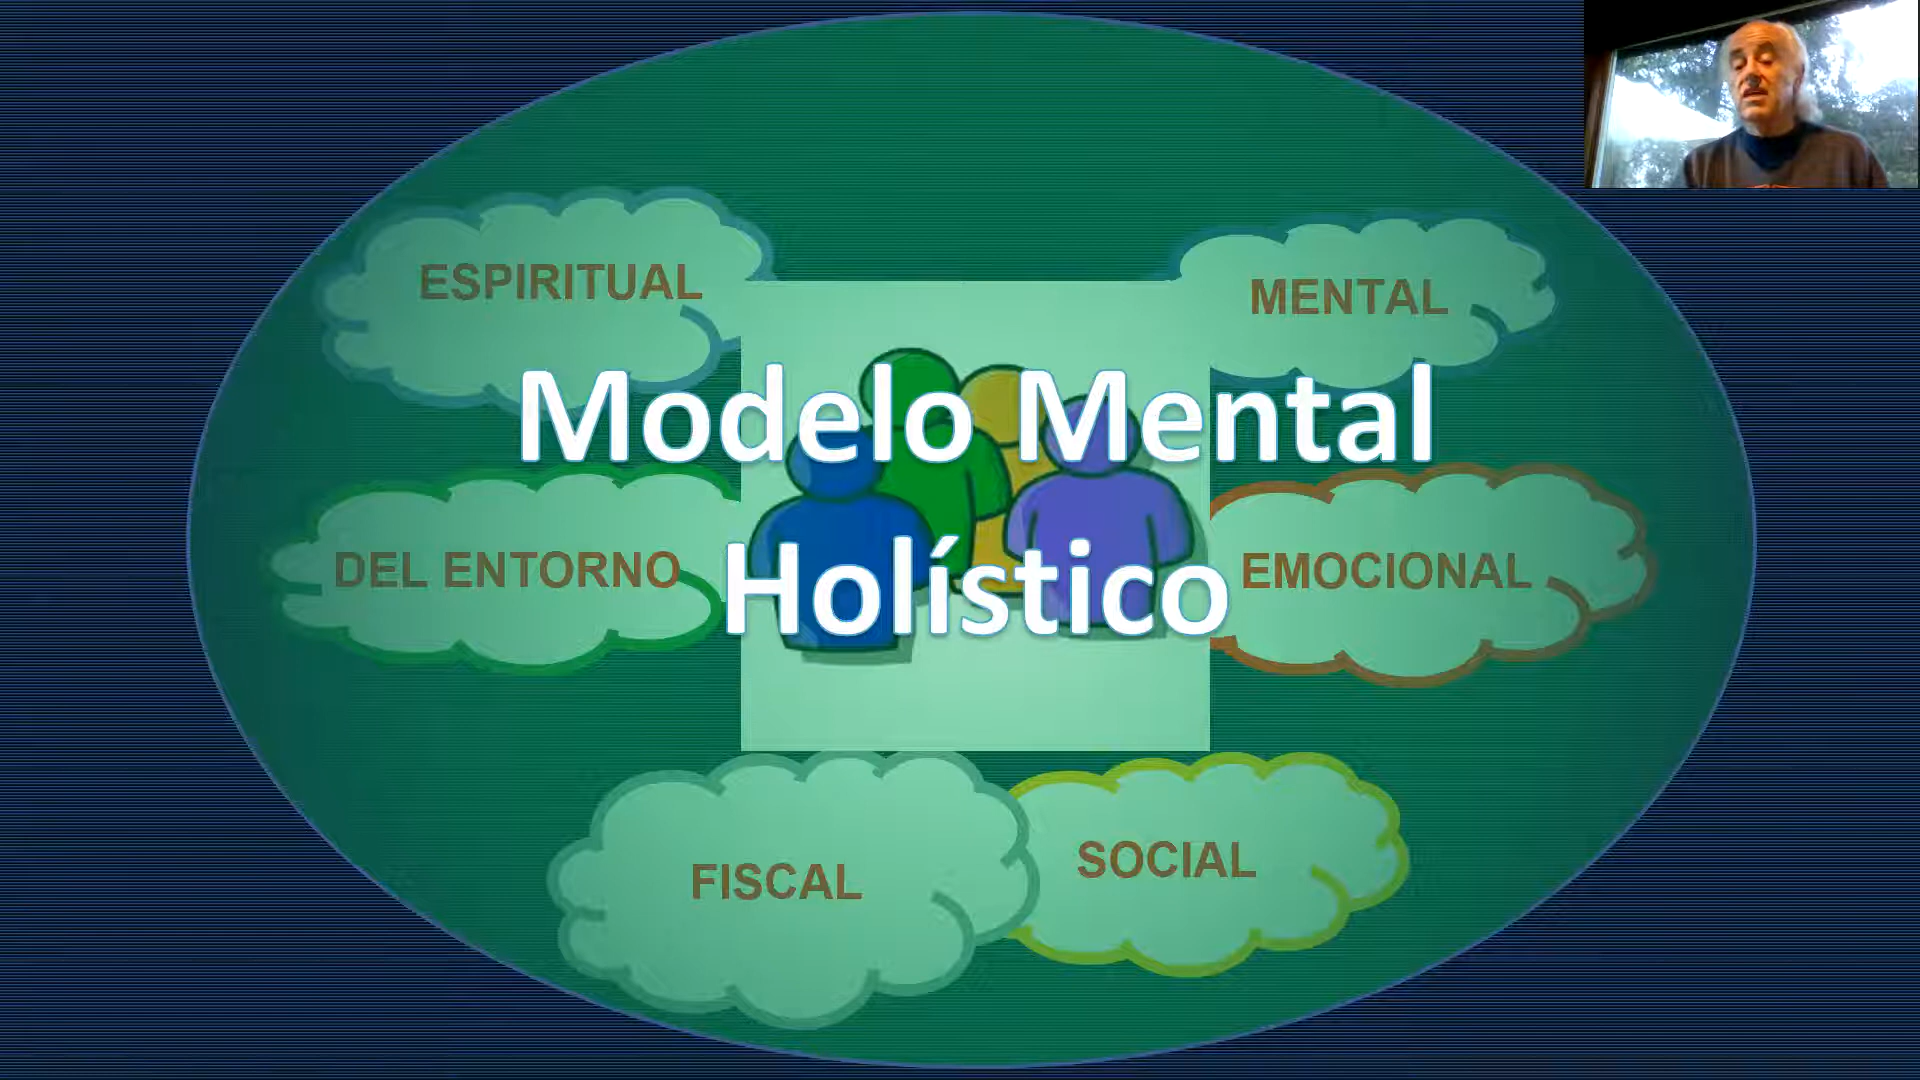 ESPIRITUAL
MENTAL
Modelo Mental
Holístico
DEL ENTORNO
EMOCIONAL
FISCAL
SOCIAL